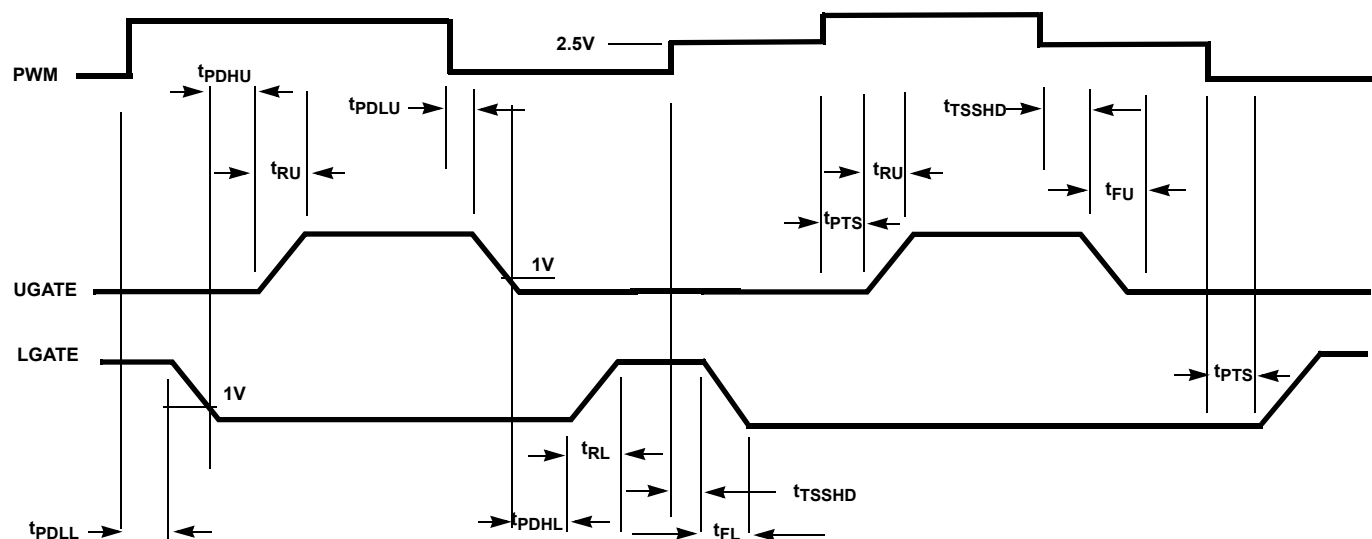 2.5V
PWM
tPDHU
tPDLU
tTSSHD
tRU
tRU
tFU
tPTS
1V
UGATE
LGATE
tPTS
1V
tRL
tTSSHD
tPDLL
tPDHL
tFL